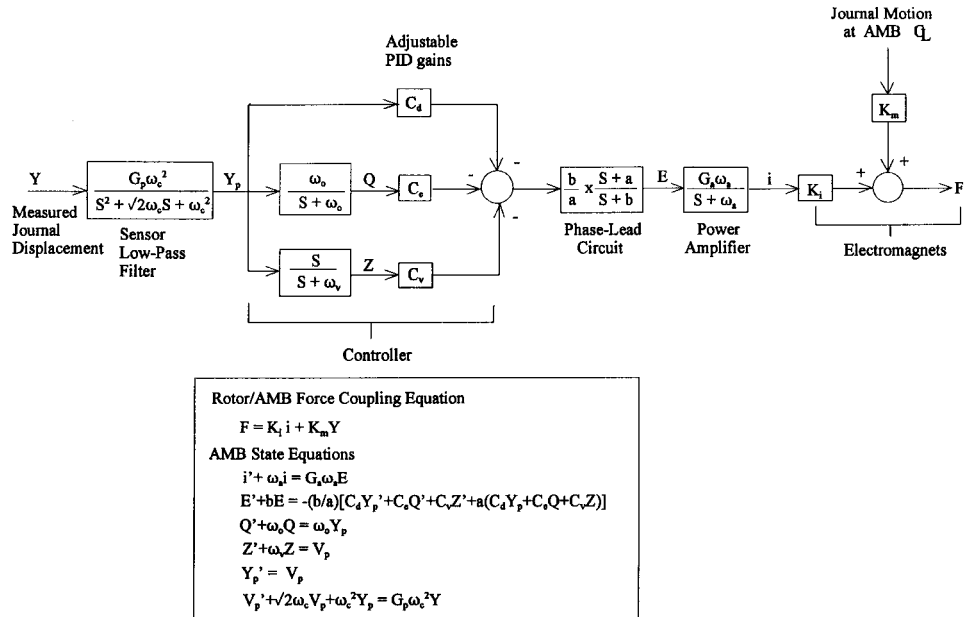 Journal Motion
at AMB ℄
Adjustable
PID gains
C_d
K_m
Y
G_pω_c²
S² + √2ω_cS + ω_c²
Y_p
ω_o
S + ω_o
Q
C_e
-
-
-
b
a
x
S + a
S + b
E
G_aω_a
S + ω_a
i
K_i
+
+
F
Measured
Journal
Displacement
Sensor
Low-Pass
Filter
S
S + ω_v
Z
C_v
Phase-Lead
Circuit
Power
Amplifier
Electromagnets
Controller
Rotor/AMB Force Coupling Equation
F = K_i i + K_mY
AMB State Equations
i'+ ω_ai = G_aω_aE
E'+bE = -(b/a)[C_dY_p'+C_eQ'+C_vZ'+a(C_dY_p+C_eQ+C_vZ)]
Q'+ω_oQ = ω_oY_p
Z'+ω_vZ = V_p
Y_p' = V_p
V_p'+√2ω_cV_p+ω_c²Y_p = G_pω_c²Y